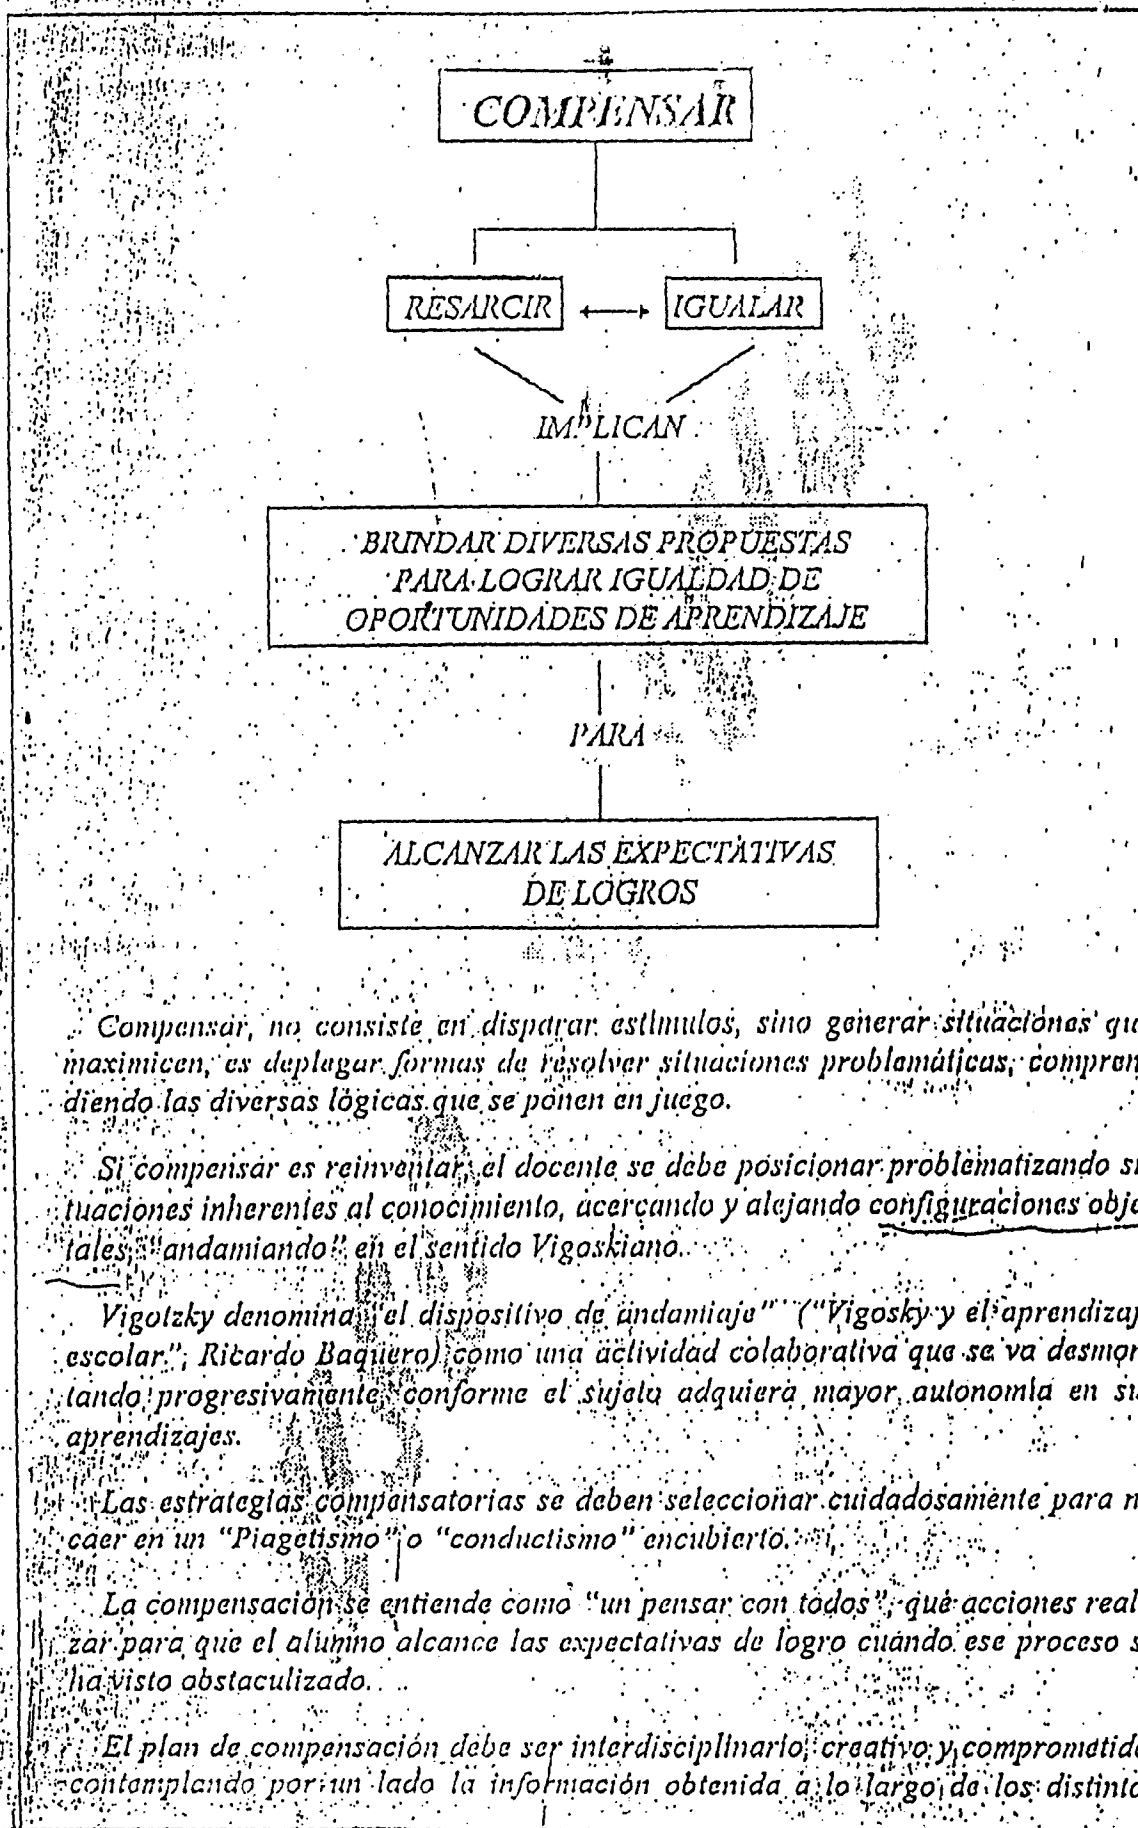 COMPENSAR
RESARCIR
IGUALAR
IMPLICAN
BRINDAR DIVERSAS PROPUESTAS
PARA LOGRAR IGUALDAD DE
OPORTUNIDADES DE APRENDIZAJE
PARA
ALCANZAR LAS EXPECTATIVAS
DE LOGROS
Compensar, no consiste en disparar estímulos, sino generar situaciones qu
maximicen, es deplegar formas de resolver situaciones problemáticas, compren
diendo las diversas lógicas que se ponen en juego.
Si compensar es reinventar, el docente se debe posicionar problematizando si
tuaciones inherentes al conocimiento, acercando y alejando configuraciones obje
tales, "andamiando" en el sentido Vigoskiano.
Vigotzky denomina "el dispositivo de andamiaje" ("Vigosky y el aprendizaj
escolar", Ricardo Baquero) como una actividad colaborativa que se va desmon
tando progresivamente conforme el sujeto adquiera mayor autonomía en su
aprendizajes.
Las estrategias compensatorias se deben seleccionar cuidadosamente para n
caer en un "Piagetismo" o "conductismo" encubierto.
La compensación se entiende como "un pensar con todos", que acciones reali
zar para que el alumno alcance las expectativas de logro cuando ese proceso s
ha visto obstaculizado.
El plan de compensación debe ser interdisciplinario, creativo y comprometido
contemplando por un lado la información obtenida a lo largo de los distinto